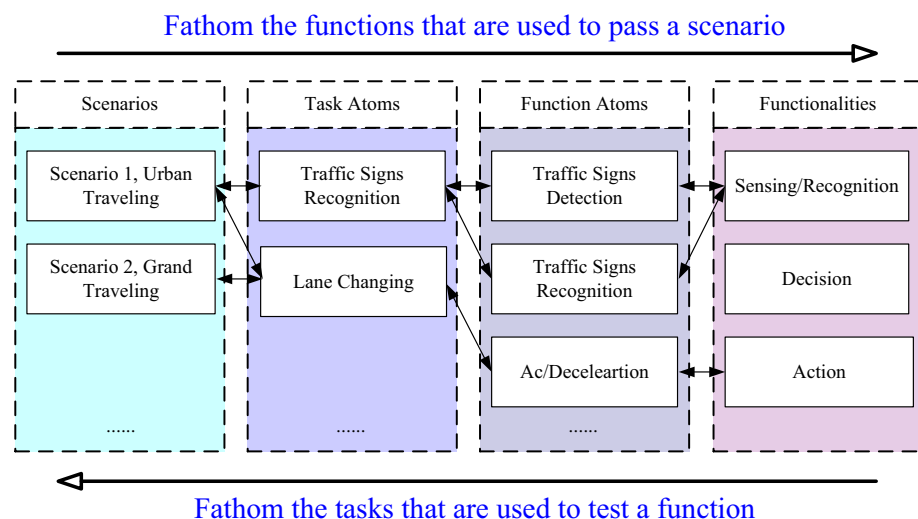 Fathom the functions that are used to pass a scenario
Scenarios
Task Atoms
Function Atoms
Functionalities
Scenario 1, Urban
Traveling
Traffic Signs
Recognition
Traffic Signs
Detection
Sensing/Recognition
Scenario 2, Grand
Traveling
Lane Changing
Traffic Signs
Recognition
Decision
Ac/Deceleartion
Action
......
......
......
Fathom the tasks that are used to test a function